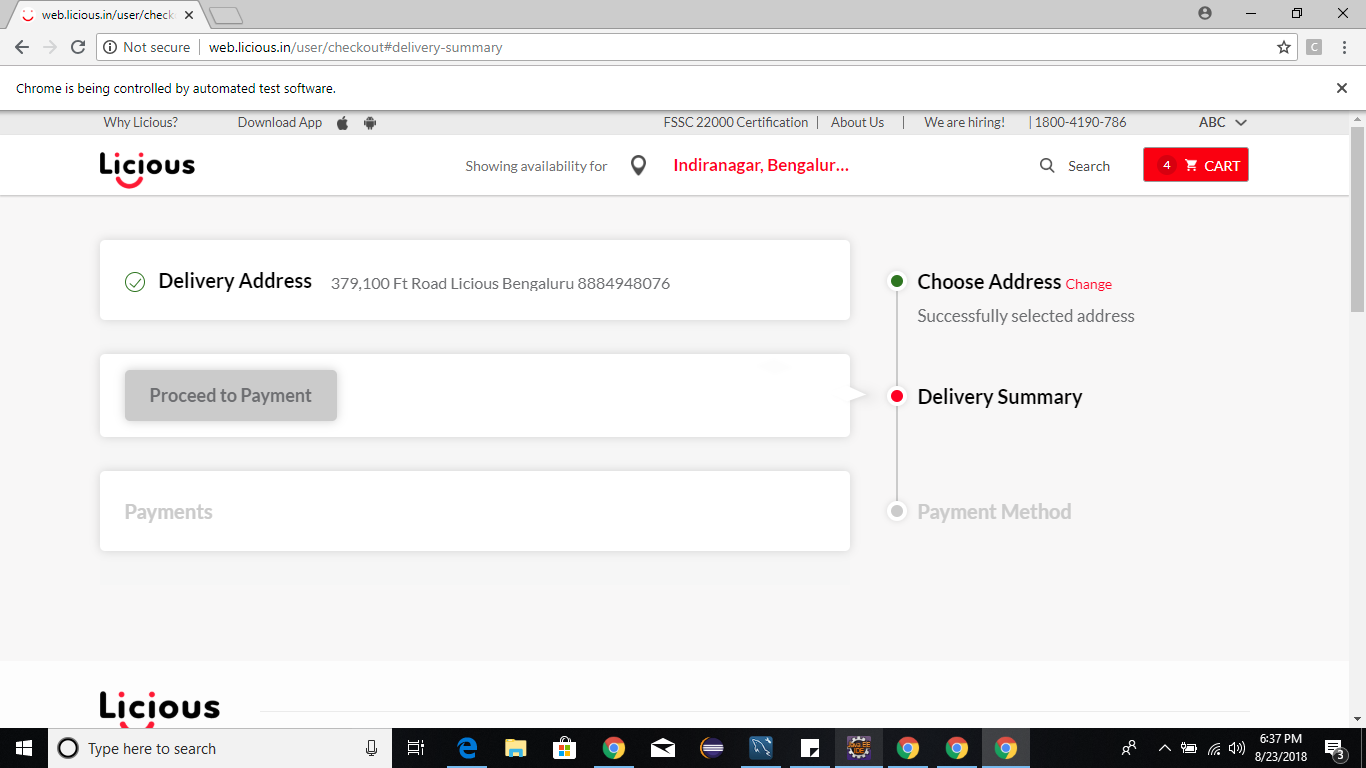 web.licious.in/user/check
Not secure
web.licious.in/user/checkout#delivery-summary
C
Chrome is being controlled by automated test software.
Why Licious?
Download App
FSSC 22000 Certification |
About Us |
We are hiring!
| 1800-4190-786
ABC
Licious
Showing availability for
Indiranagar, Bengalur...
Search
4 CART
Delivery Address
379,100 Ft Road Licious Bengaluru 8884948076
Choose Address Change
Successfully selected address
Proceed to Payment
Delivery Summary
Payments
Payment Method
Licious
Type here to search
6:37 PM
8/23/2018
3